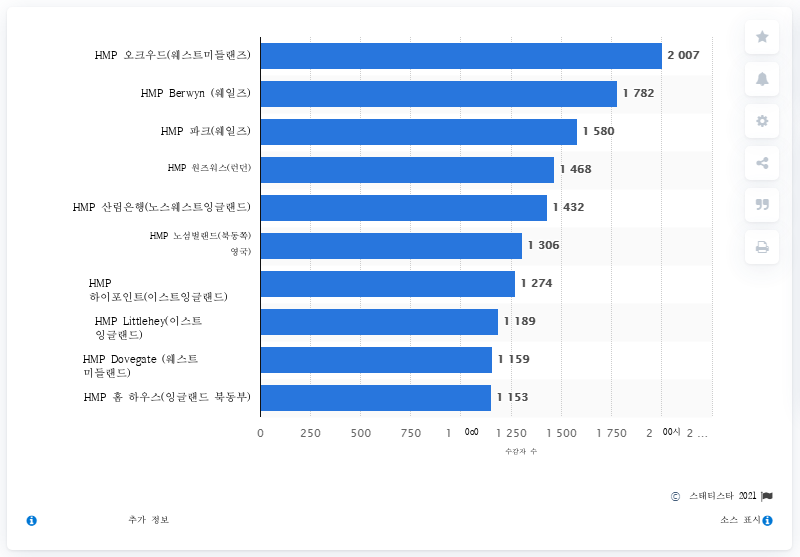 HMP 오크우드(웨스트미들랜즈)
2 007
HMP Berwyn (웨일즈)
1 782
HMP 파크(웨일즈)
1 580
HMP 원즈워스(런던)
1 468
HMP 산림은행(노스웨스트잉글랜드)
1 432
HMP 노섬벌랜드(북동쪽)
영국)
1 306
HMP
하이포인트(이스트잉글랜드)
1 274
HMP Littlehey(이스트
잉글랜드)
1 189
HMP Dovegate (웨스트
미들랜드)
1 159
HMP 홈 하우스(잉글랜드 북동부)
1 153
0 250 500 750 1 0o0 1 250 1 500 1 750 2 00시 2 ...
수감자 수
© 스태티스타 2021
추가 정보 소스 표시